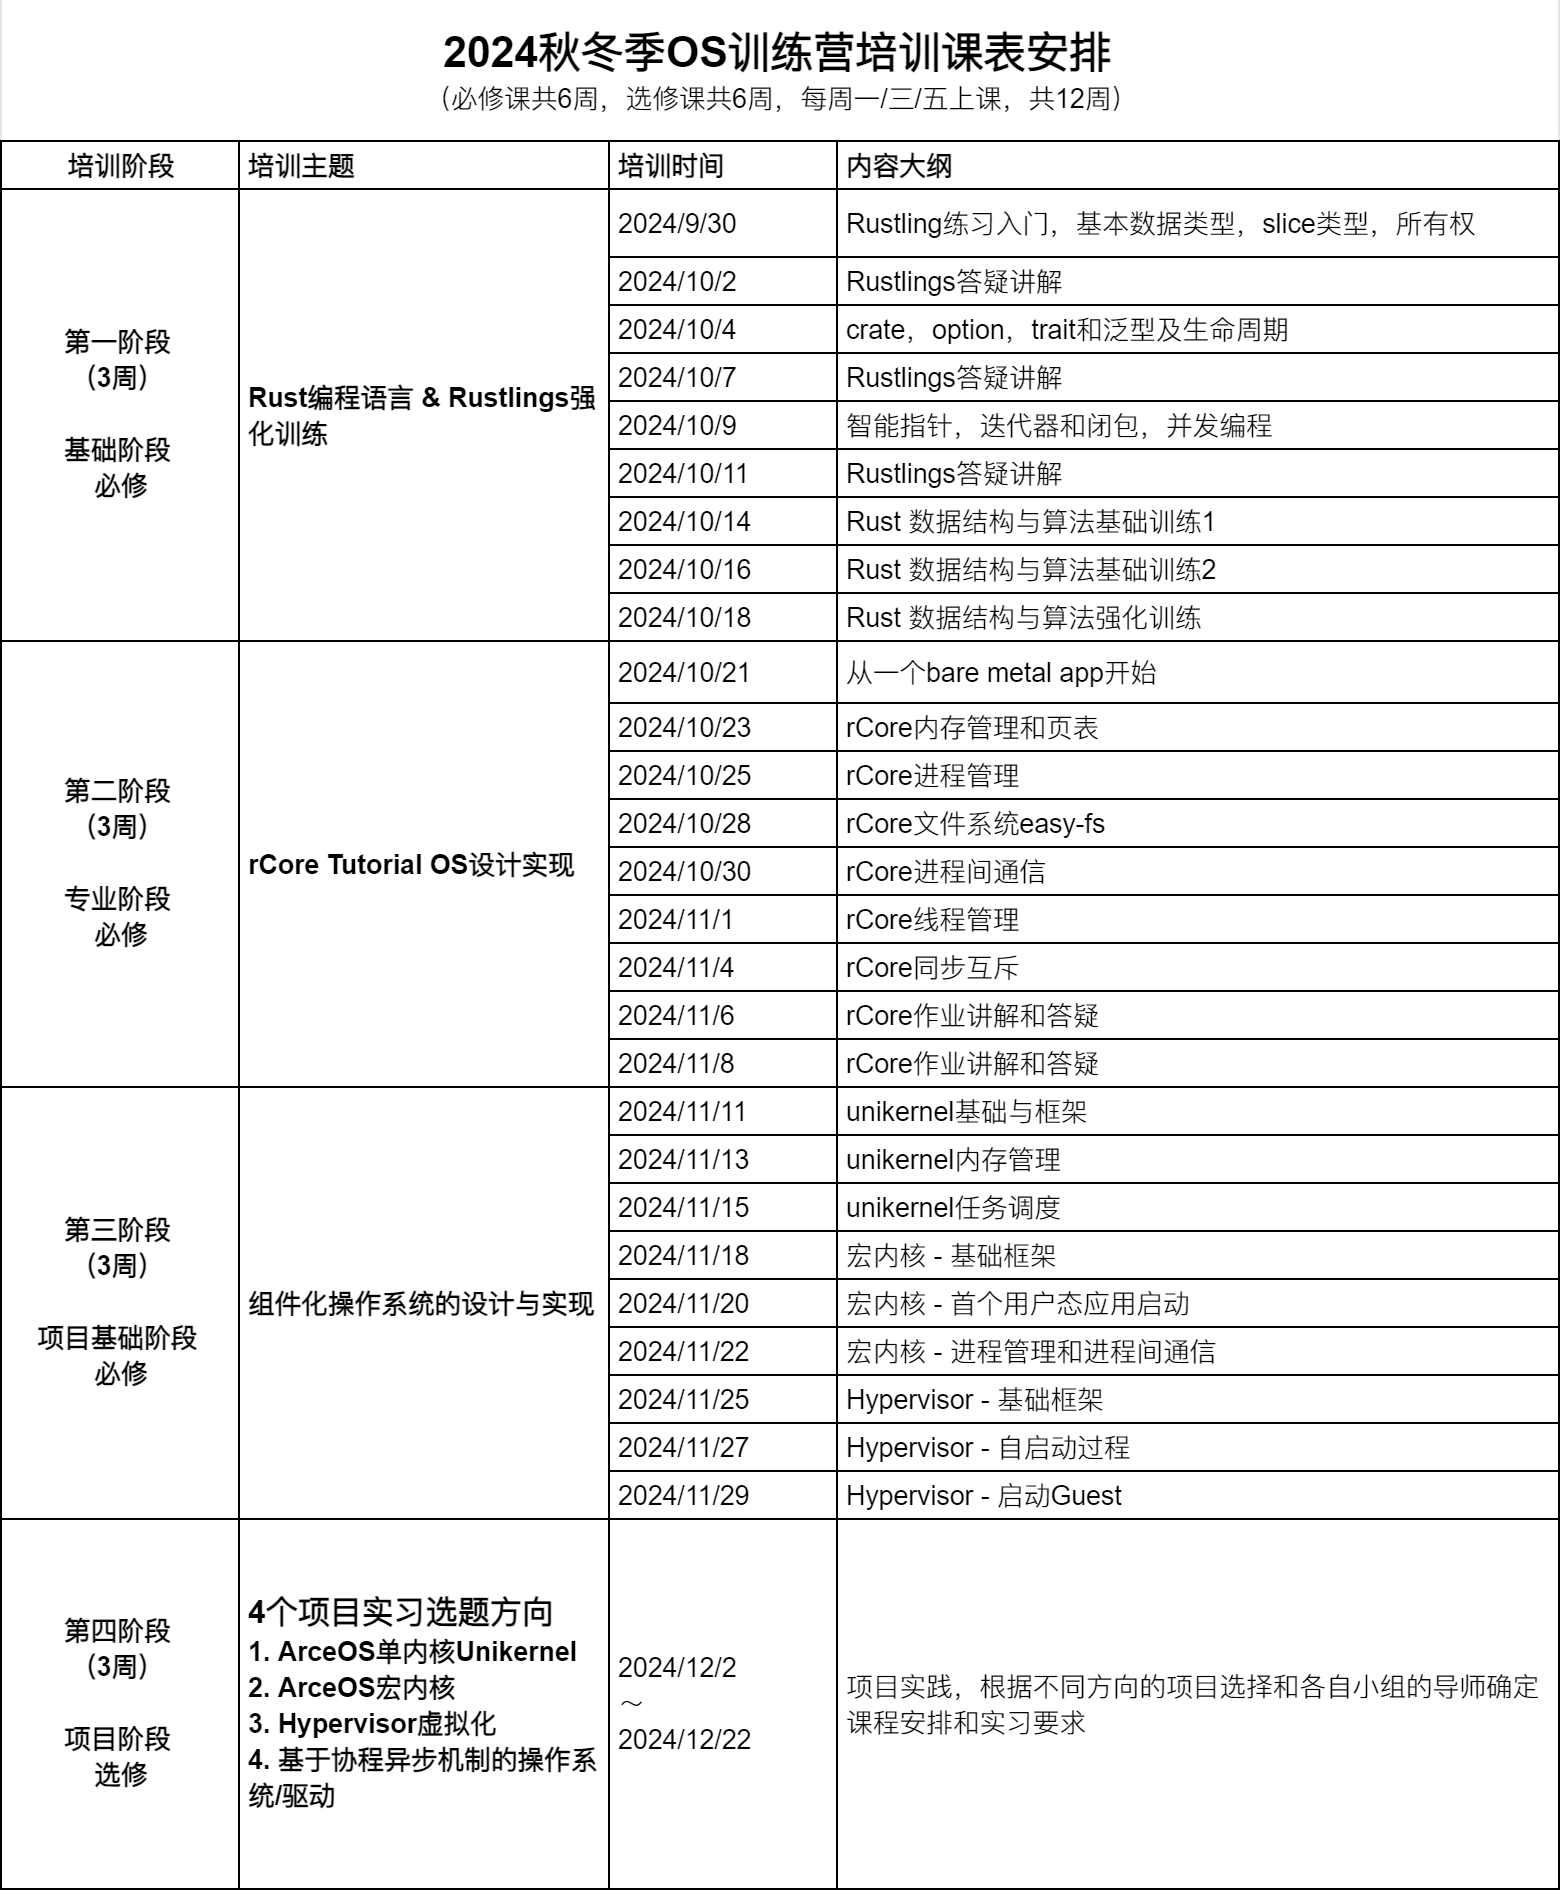 2024秋冬季OS训练营培训课表安排
（必修课共6周，选修课共6周，每周一/三/五上课，共12周）
培训阶段 培训主题 培训时间 内容大纲
第一阶段
（3周）
基础阶段
必修
Rust编程语言 & Rustlings强
化训练
2024/9/30 Rustling练习入门，基本数据类型，slice类型，所有权
2024/10/2 Rustlings答疑讲解
2024/10/4 crate，option，trait和泛型及生命周期
2024/10/7 Rustlings答疑讲解
2024/10/9 智能指针，迭代器和闭包，并发编程
2024/10/11 Rustlings答疑讲解
2024/10/14 Rust 数据结构与算法基础训练1
2024/10/16 Rust 数据结构与算法基础训练2
2024/10/18 Rust 数据结构与算法强化训练
第二阶段
（3周）
专业阶段
必修
rCore Tutorial OS设计实现
2024/10/21 从一个bare metal app开始
2024/10/23 rCore内存管理和页表
2024/10/25 rCore进程管理
2024/10/28 rCore文件系统easy-fs
2024/10/30 rCore进程间通信
2024/11/1 rCore线程管理
2024/11/4 rCore同步互斥
2024/11/6 rCore作业讲解和答疑
2024/11/8 rCore作业讲解和答疑
第三阶段
（3周）
项目基础阶段
必修
组件化操作系统的设计与实现
2024/11/11 unikernel基础与框架
2024/11/13 unikernel内存管理
2024/11/15 unikernel任务调度
2024/11/18 宏内核 - 基础框架
2024/11/20 宏内核 - 首个用户态应用启动
2024/11/22 宏内核 - 进程管理和进程间通信
2024/11/25 Hypervisor - 基础框架
2024/11/27 Hypervisor - 自启动过程
2024/11/29 Hypervisor - 启动Guest
第四阶段
（3周）
项目阶段
选修
4个项目实习选题方向
1. ArceOS单内核Unikernel
2. ArceOS宏内核
3. Hypervisor虚拟化
4. 基于协程异步机制的操作系
统/驱动
2024/12/2
～
2024/12/22
项目实践，根据不同方向的项目选择和各自小组的导师确定
课程安排和实习要求